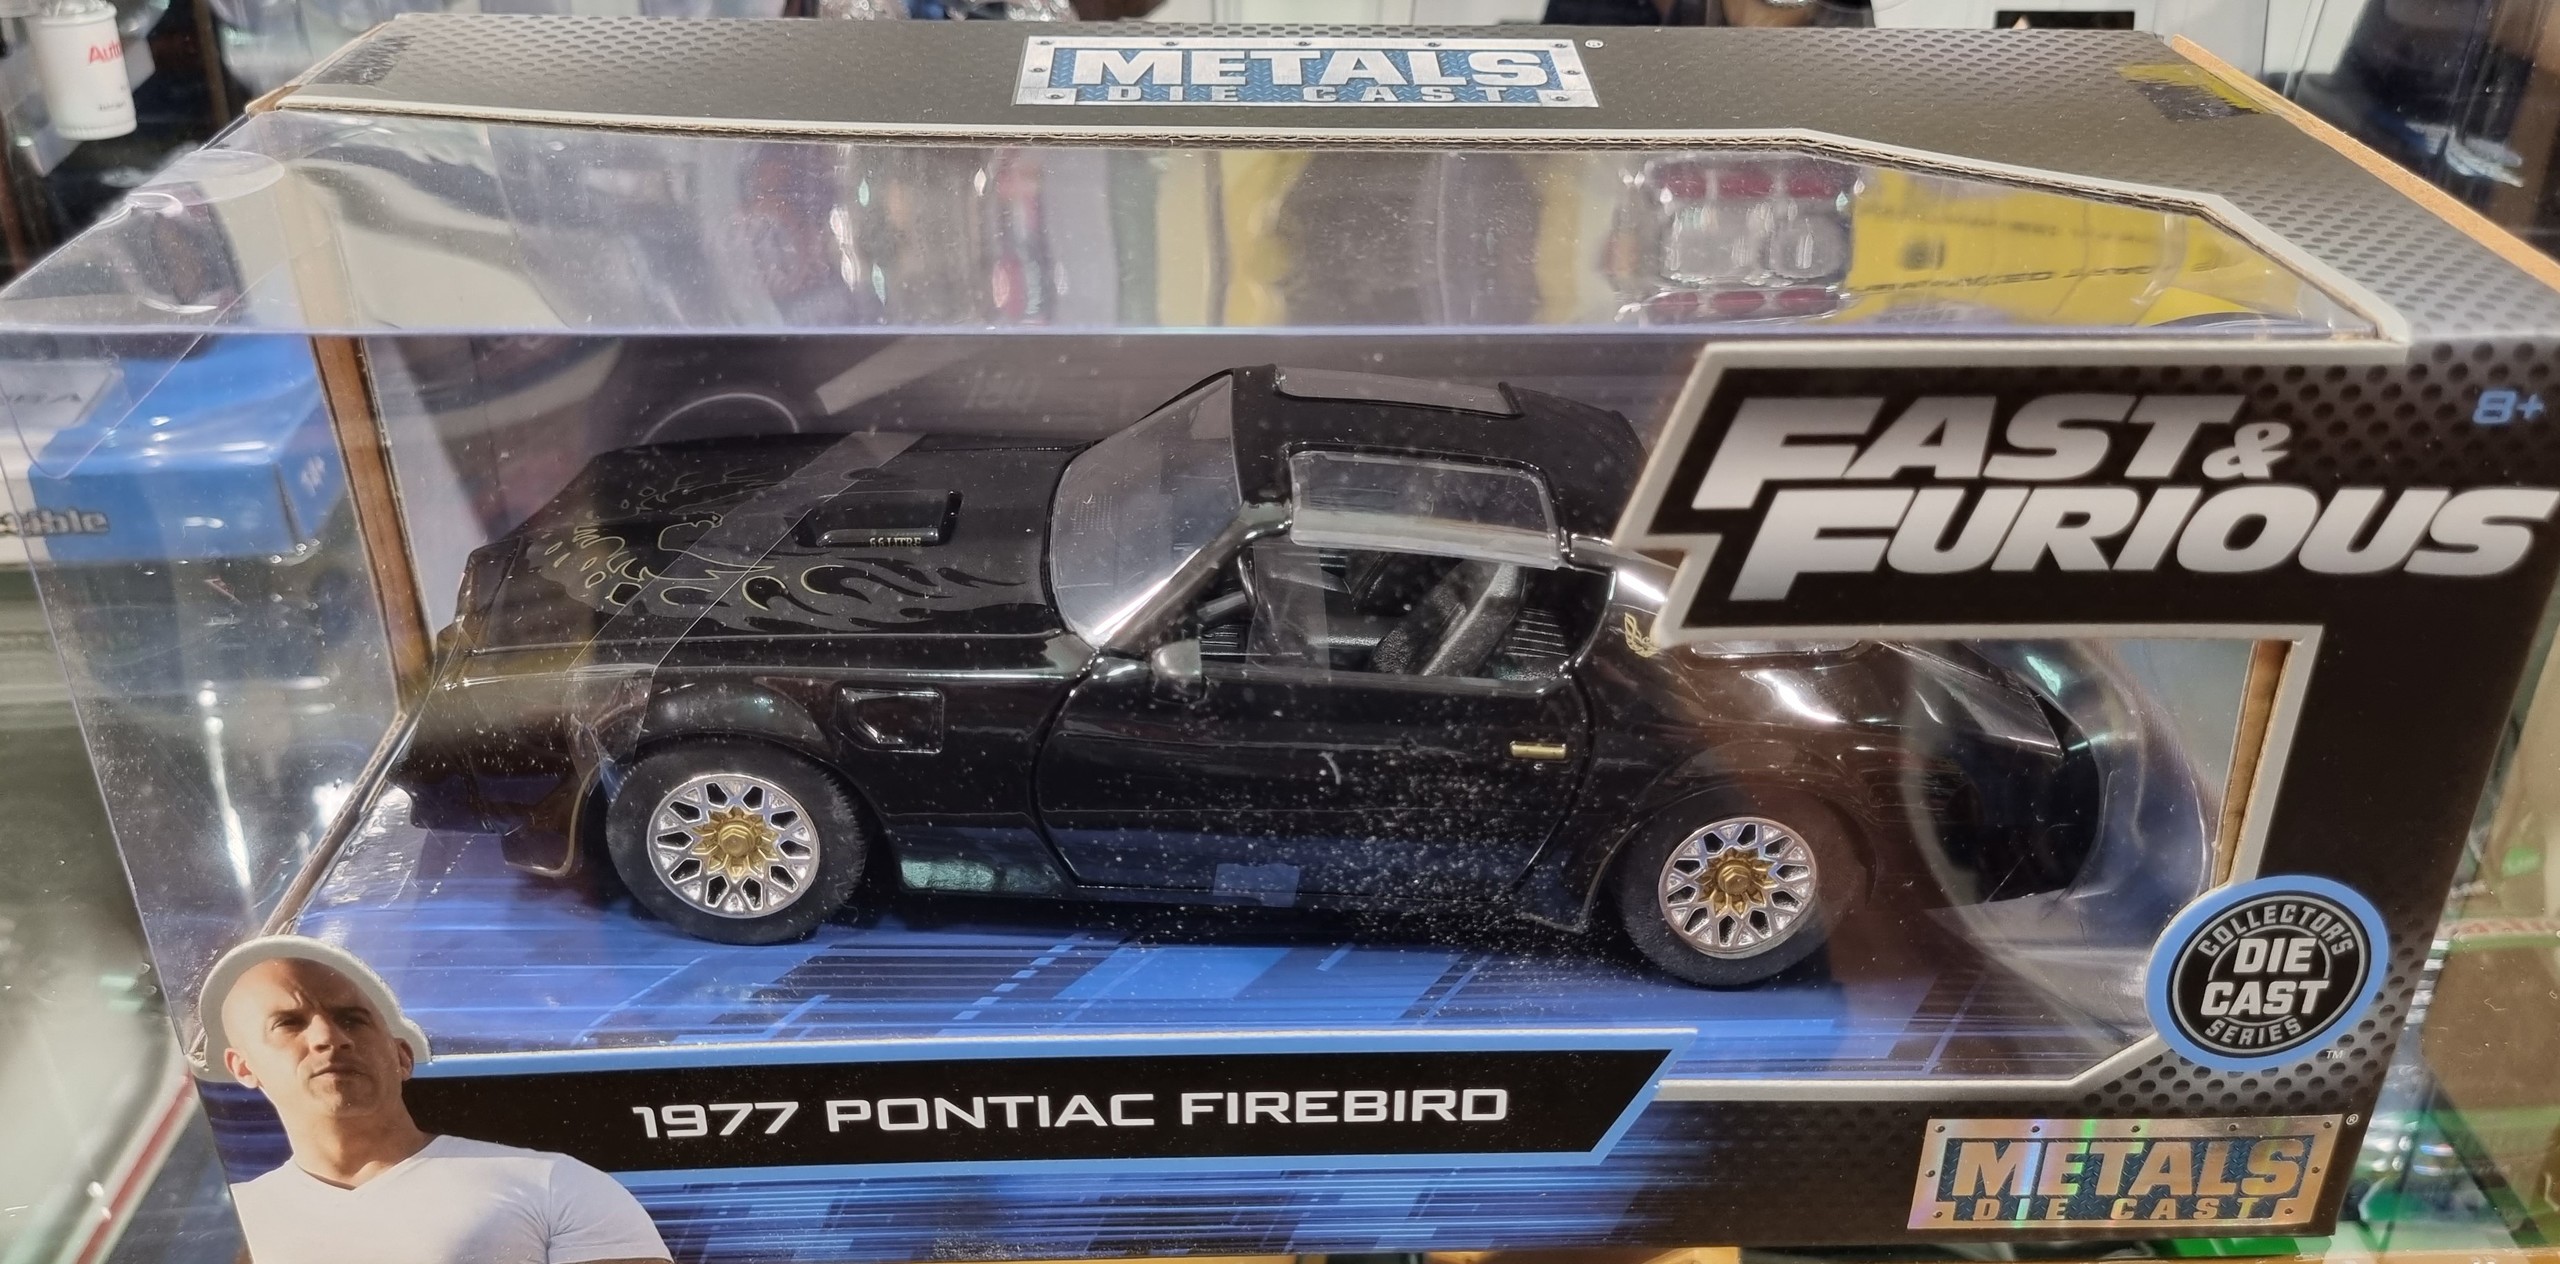 METALS
DIE CAST
®
FAST &
FURIOUS
8+
6.6 LITRE
COLLECTOR'S
DIE
CAST
SERIES
TM
1977 PONTIAC FIREBIRD
METALS
DIE CAST
®